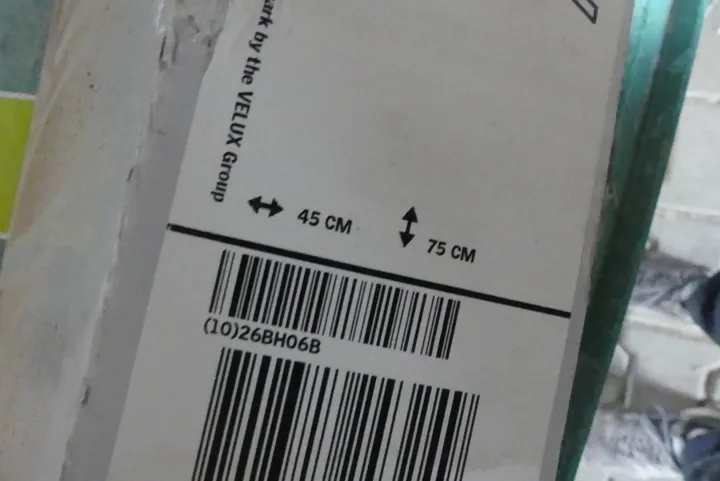 ark by the VELUX Group
45 CM
75 CM
(10)26BH06B